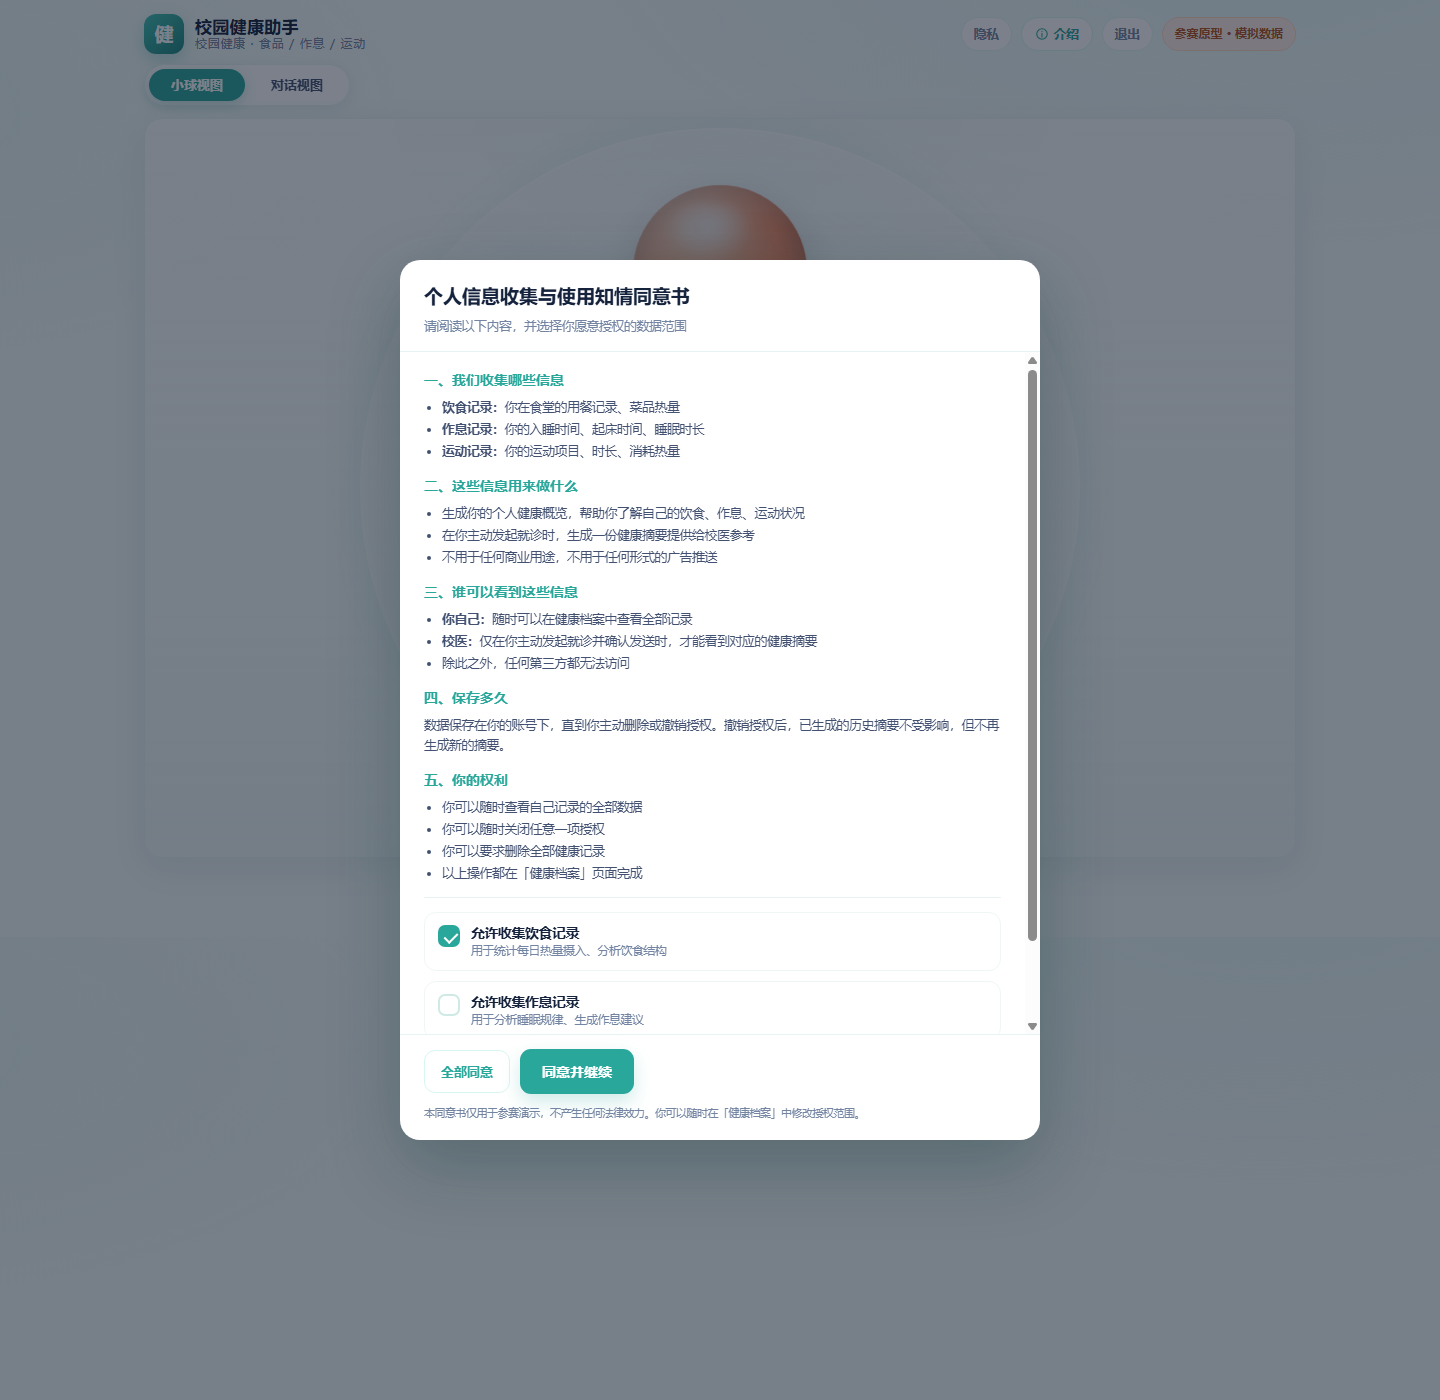 健
校园健康助手
校园健康 · 食品 / 作息 / 运动
隐私
介绍
退出
参赛原型 · 模拟数据
小球视图
对话视图
个人信息收集与使用知情同意书
请阅读以下内容，并选择你愿意授权的数据范围
一、我们收集哪些信息
饮食记录：你在食堂的用餐记录、菜品热量
作息记录：你的入睡时间、起床时间、睡眠时长
运动记录：你的运动项目、时长、消耗热量
二、这些信息用来做什么
生成你的个人健康概览，帮助你了解自己的饮食、作息、运动状况
在你主动发起就诊时，生成一份健康摘要提供给校医参考
不用于任何商业用途，不用于任何形式的广告推送
三、谁可以看到这些信息
你自己：随时可以在健康档案中查看全部记录
校医：仅在你主动发起就诊并确认发送时，才能看到对应的健康摘要
除此之外，任何第三方都无法访问
四、保存多久
数据保存在你的账号下，直到你主动删除或撤销授权。撤销授权后，已生成的历史摘要不受影响，但不再
生成新的摘要。
五、你的权利
你可以随时查看自己记录的全部数据
你可以随时关闭任意一项授权
你可以要求删除全部健康记录
以上操作都在「健康档案」页面完成
允许收集饮食记录
用于统计每日热量摄入、分析饮食结构
允许收集作息记录
用于分析睡眠规律、生成作息建议
全部同意
同意并继续
本同意书仅用于参赛演示，不产生任何法律效力。你可以随时在「健康档案」中修改授权范围。